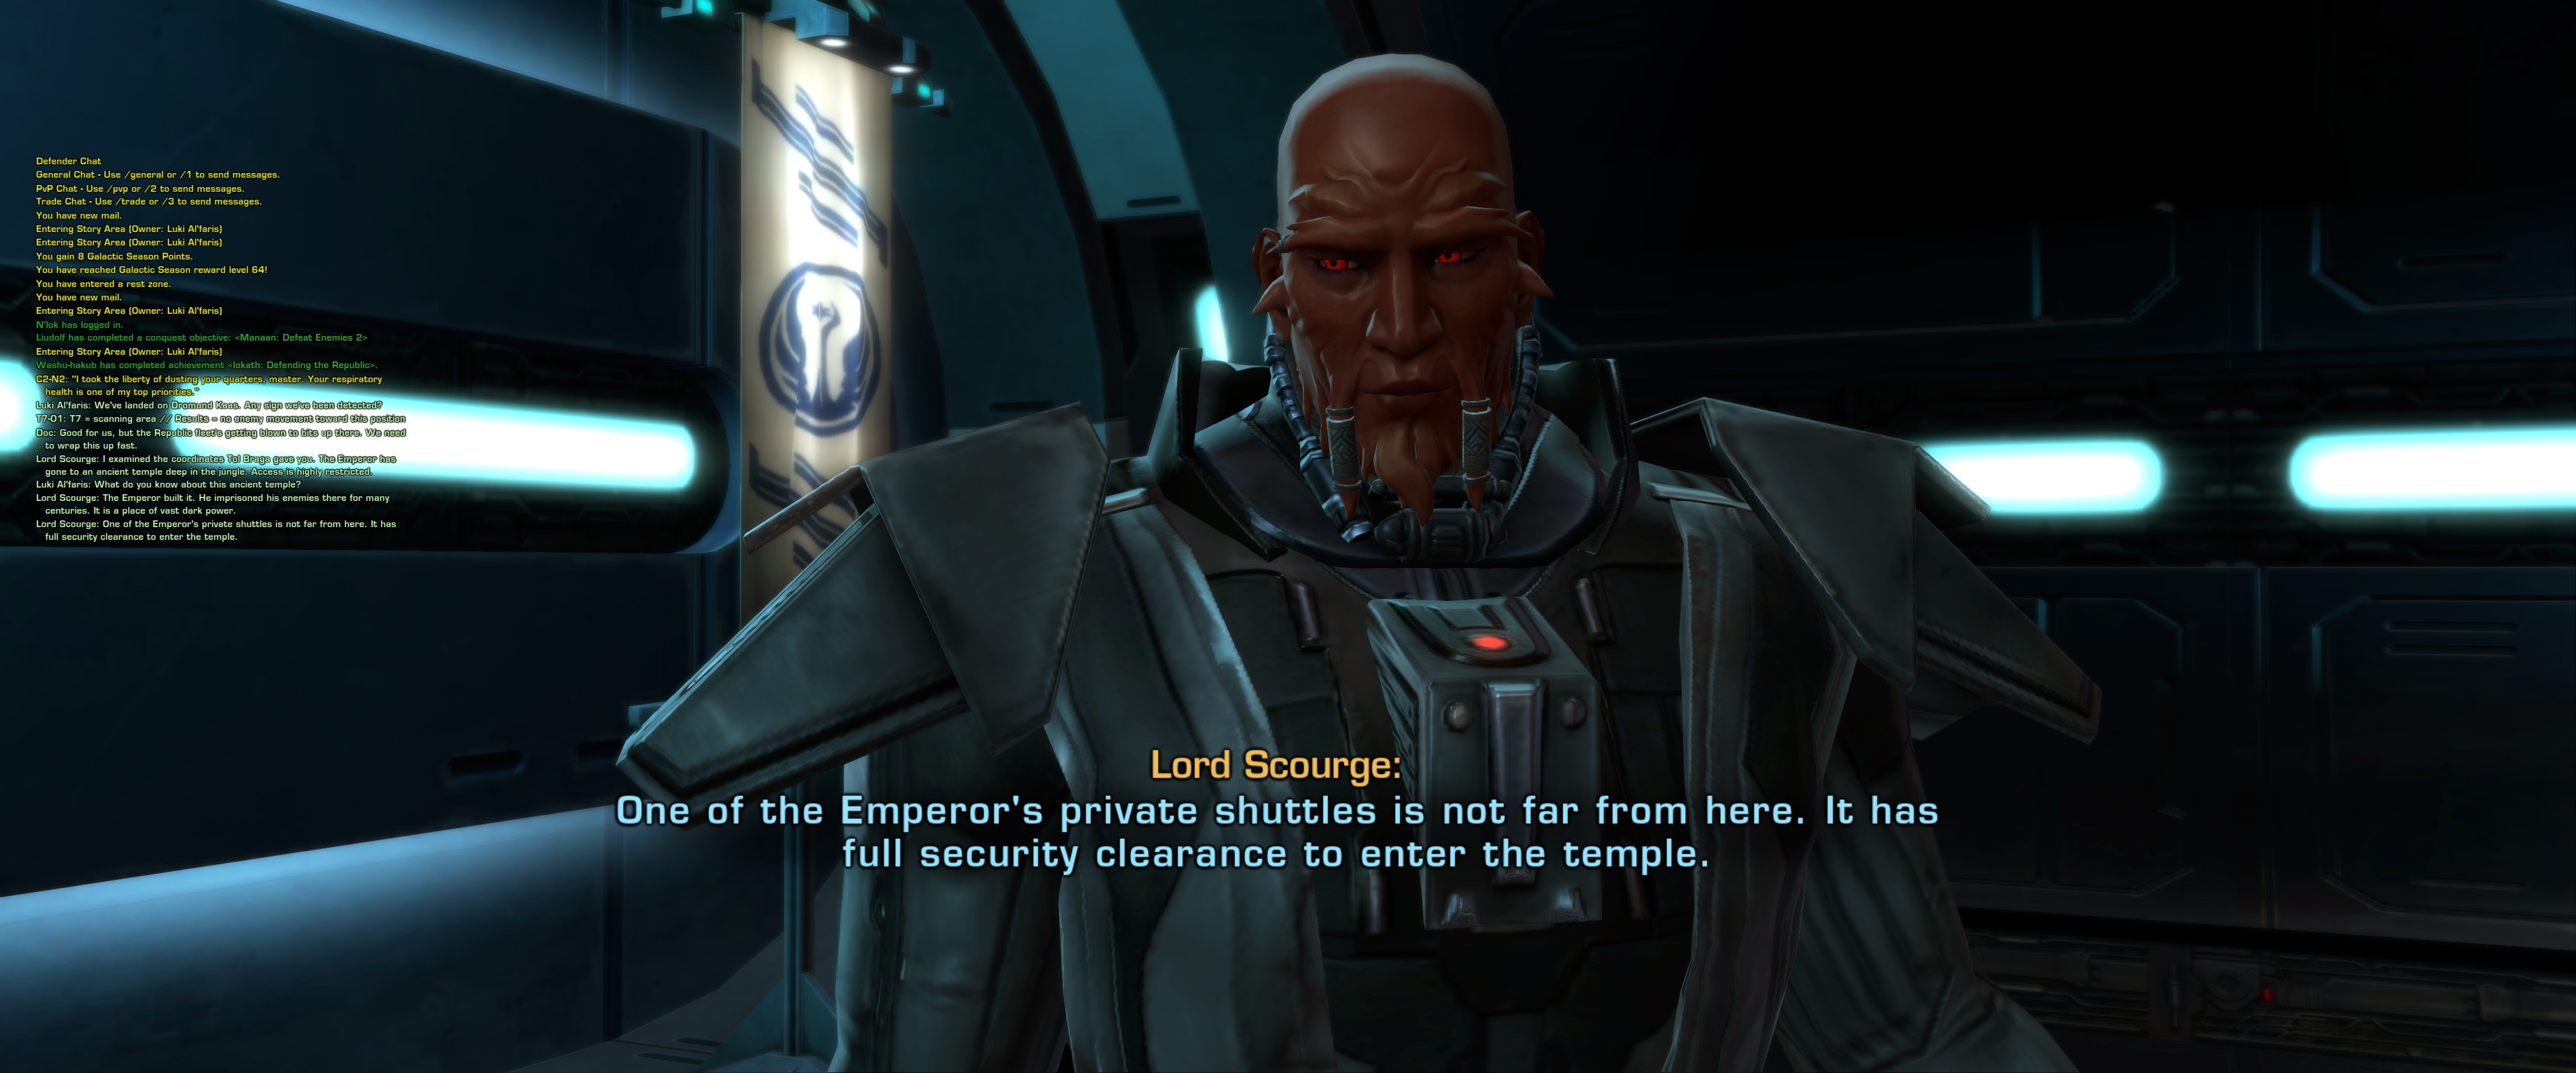 Defender Chat
General Chat - Use /general or /1 to send messages.
PvP Chat - Use /pvp or /2 to send messages.
Trade Chat - Use /trade or /3 to send messages.
You have new mail.
Entering Story Area (Owner: Luki Al'faris)
Entering Story Area (Owner: Luki Al'faris)
You gain 8 Galactic Season Points.
You have reached Galactic Season reward level 64!
You have entered a rest zone.
You have new mail.
Entering Story Area (Owner: Luki Al'faris)
N'lok has logged in.
Liudolf has completed a conquest objective: <Manaan: Defeat Enemies 2>
Entering Story Area (Owner: Luki Al'faris)
Washu-hakub has completed achievement <Iokath: Defending the Republic>.
C2-N2: "I took the liberty of dusting your quarters, master. Your respiratory
health is one of my top priorities."
Luki Al'faris: We've landed on Dromund Kaas. Any sign we've been detected?
T7-01: T7 = scanning area // Results = no enemy movement toward this position
Doc: Good for us, but the Republic fleet's getting blown to bits up there. We need
to wrap this up fast.
Lord Scourge: I examined the coordinates Tol Braga gave you. The Emperor has
gone to an ancient temple deep in the jungle. Access is highly restricted.
Luki Al'faris: What do you know about this ancient temple?
Lord Scourge: The Emperor built it. He imprisoned his enemies there for many
centuries. It is a place of vast dark power.
Lord Scourge: One of the Emperor's private shuttles is not far from here. It has
full security clearance to enter the temple.
Lord Scourge:
One of the Emperor's private shuttles is not far from here. It has
full security clearance to enter the temple.